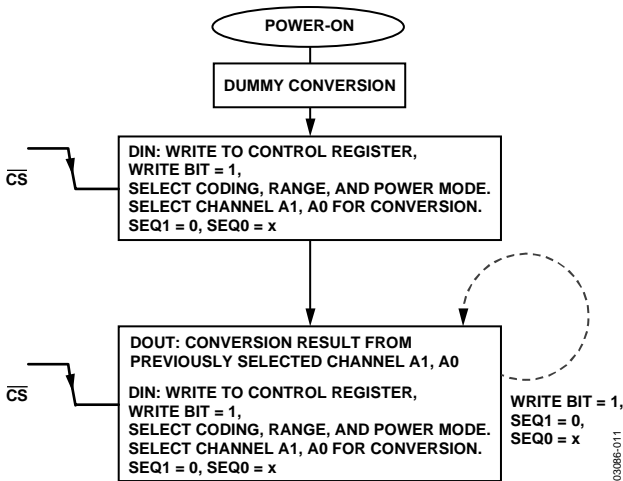 POWER-ON
DUMMY CONVERSION
CS
DIN: WRITE TO CONTROL REGISTER,
WRITE BIT = 1,
SELECT CODING, RANGE, AND POWER MODE.
SELECT CHANNEL A1, A0 FOR CONVERSION.
SEQ1 = 0, SEQ0 = x
DOUT: CONVERSION RESULT FROM
PREVIOUSLY SELECTED CHANNEL A1, A0
CS
DIN: WRITE TO CONTROL REGISTER,
WRITE BIT = 1,
SELECT CODING, RANGE, AND POWER MODE.
SELECT CHANNEL A1, A0 FOR CONVERSION.
SEQ1 = 0, SEQ0 = x
WRITE BIT = 1,
SEQ1 = 0,
SEQ0 = x
03086-011